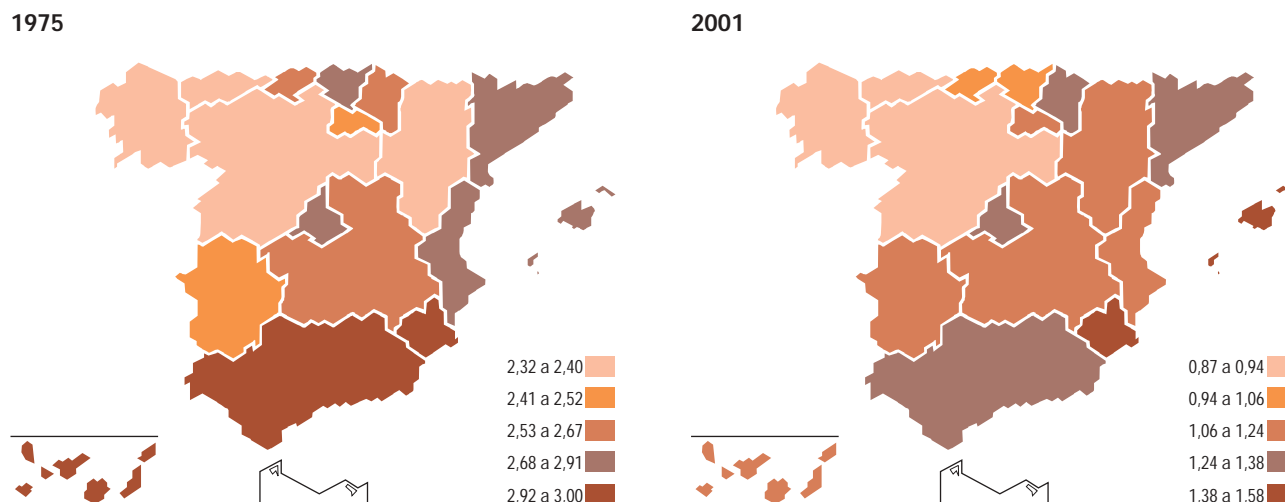 1975
2,32 a 2,40
2,41 a 2,52
2,53 a 2,67
2,68 a 2,91
2,92 a 3,00
2001
0,87 a 0,94
0,94 a 1,06
1,06 a 1,24
1,24 a 1,38
1,38 a 1,58